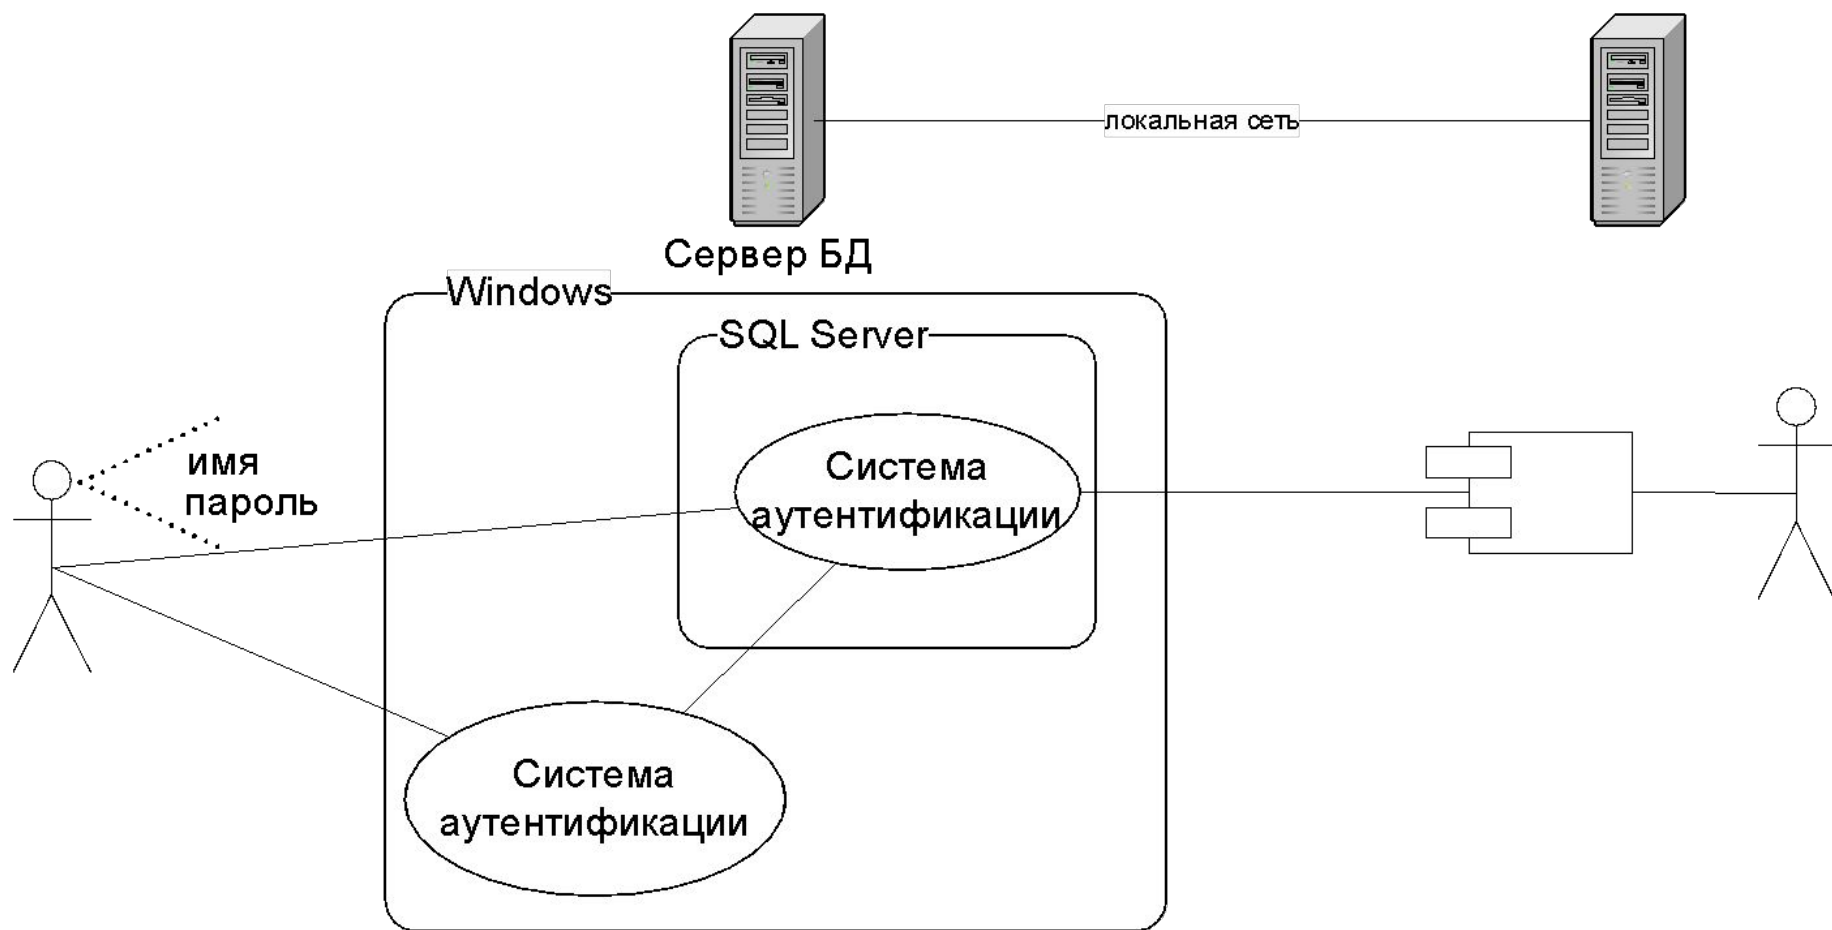 локальная сеть
Сервер БД
Windows
SQL Server
имя
пароль
Система
аутентификации
Система
аутентификации